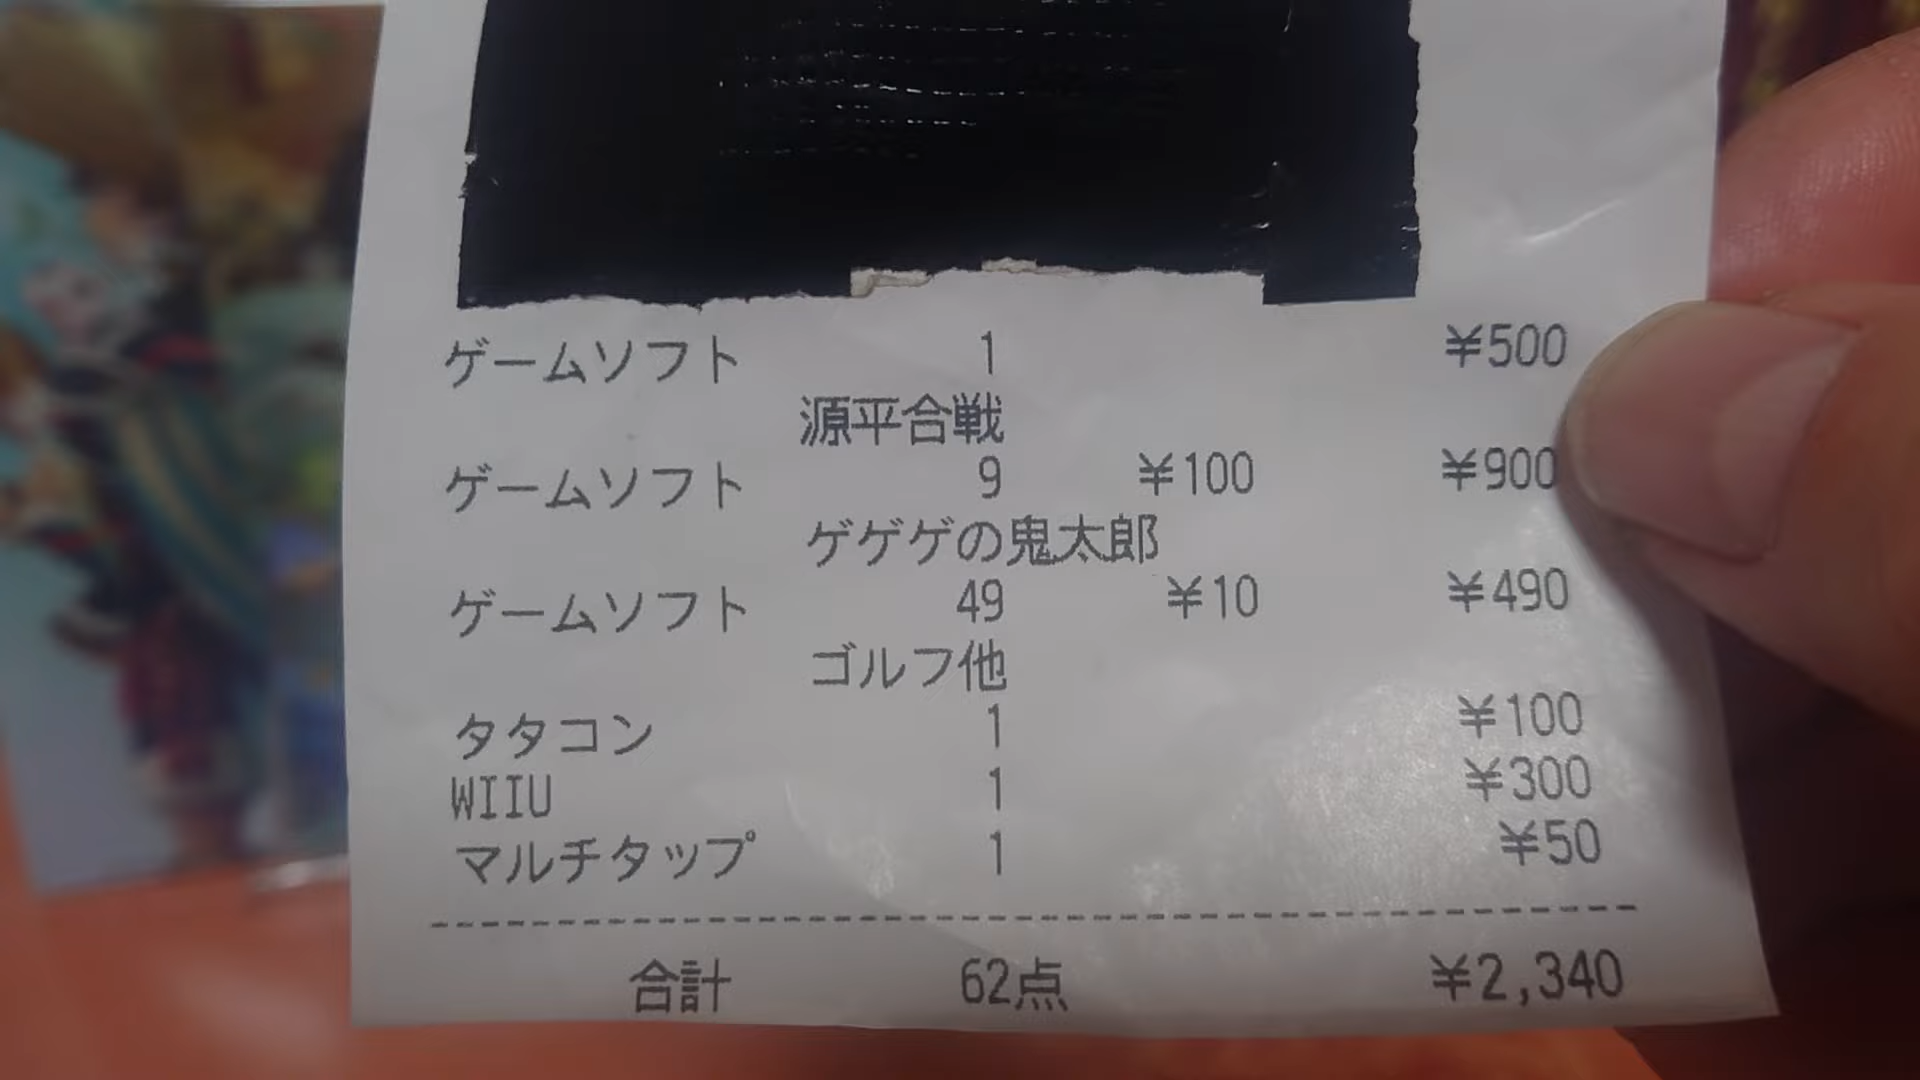 ゲームソフト 1 ¥500
源平合戦
ゲームソフト 9 ¥100 ¥900
ゲゲゲの鬼太郎
ゲームソフト 49 ¥10 ¥490
ゴルフ他
タタコン 1 ¥100
WIIU 1 ¥300
マルチタップ 1 ¥50
合計 62点 ¥2,340